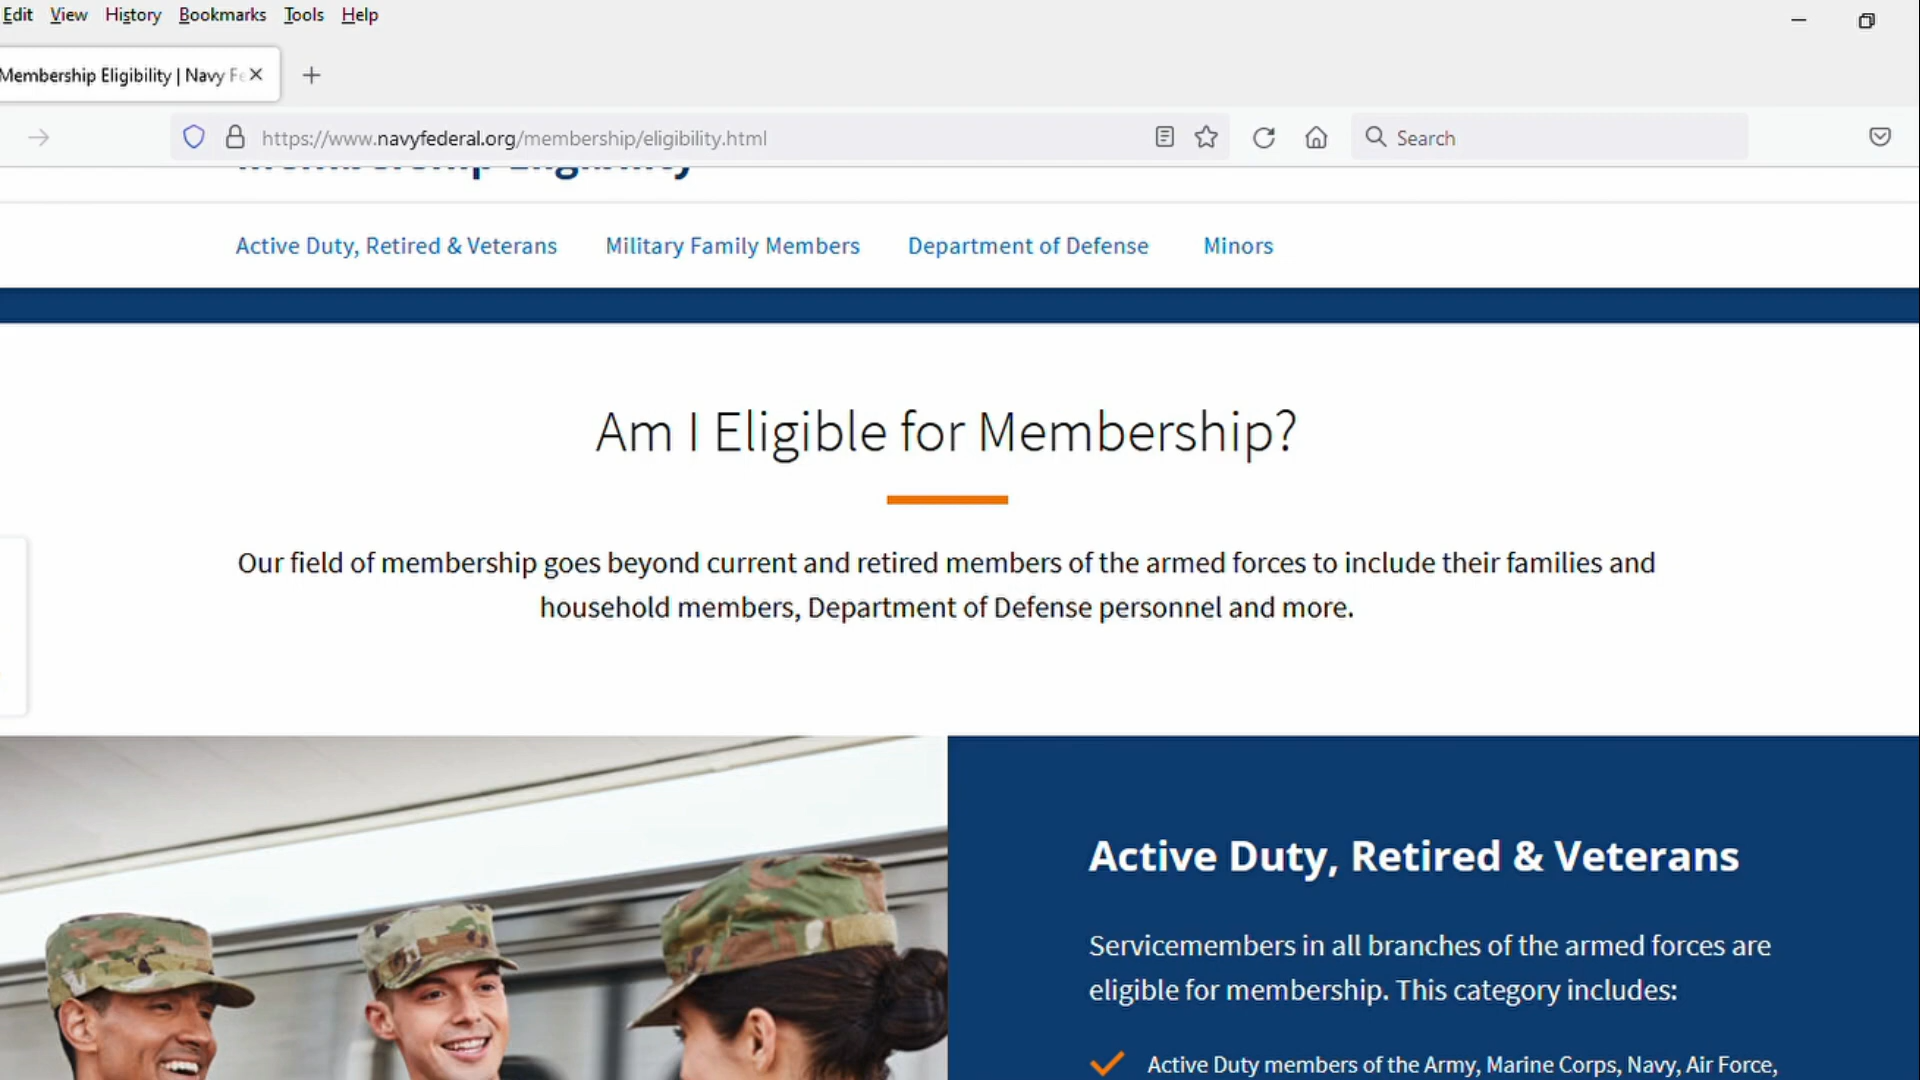 Edit View History Bookmarks Tools Help
Membership Eligibility | Navy Fe
https://www.navyfederal.org/membership/eligibility.html
Search
Membership Eligibility
Active Duty, Retired & Veterans Military Family Members Department of Defense Minors
Am I Eligible for Membership?
Our field of membership goes beyond current and retired members of the armed forces to include their families and
household members, Department of Defense personnel and more.
Active Duty, Retired & Veterans
Servicemembers in all branches of the armed forces are
eligible for membership. This category includes:
Active Duty members of the Army, Marine Corps, Navy, Air Force,